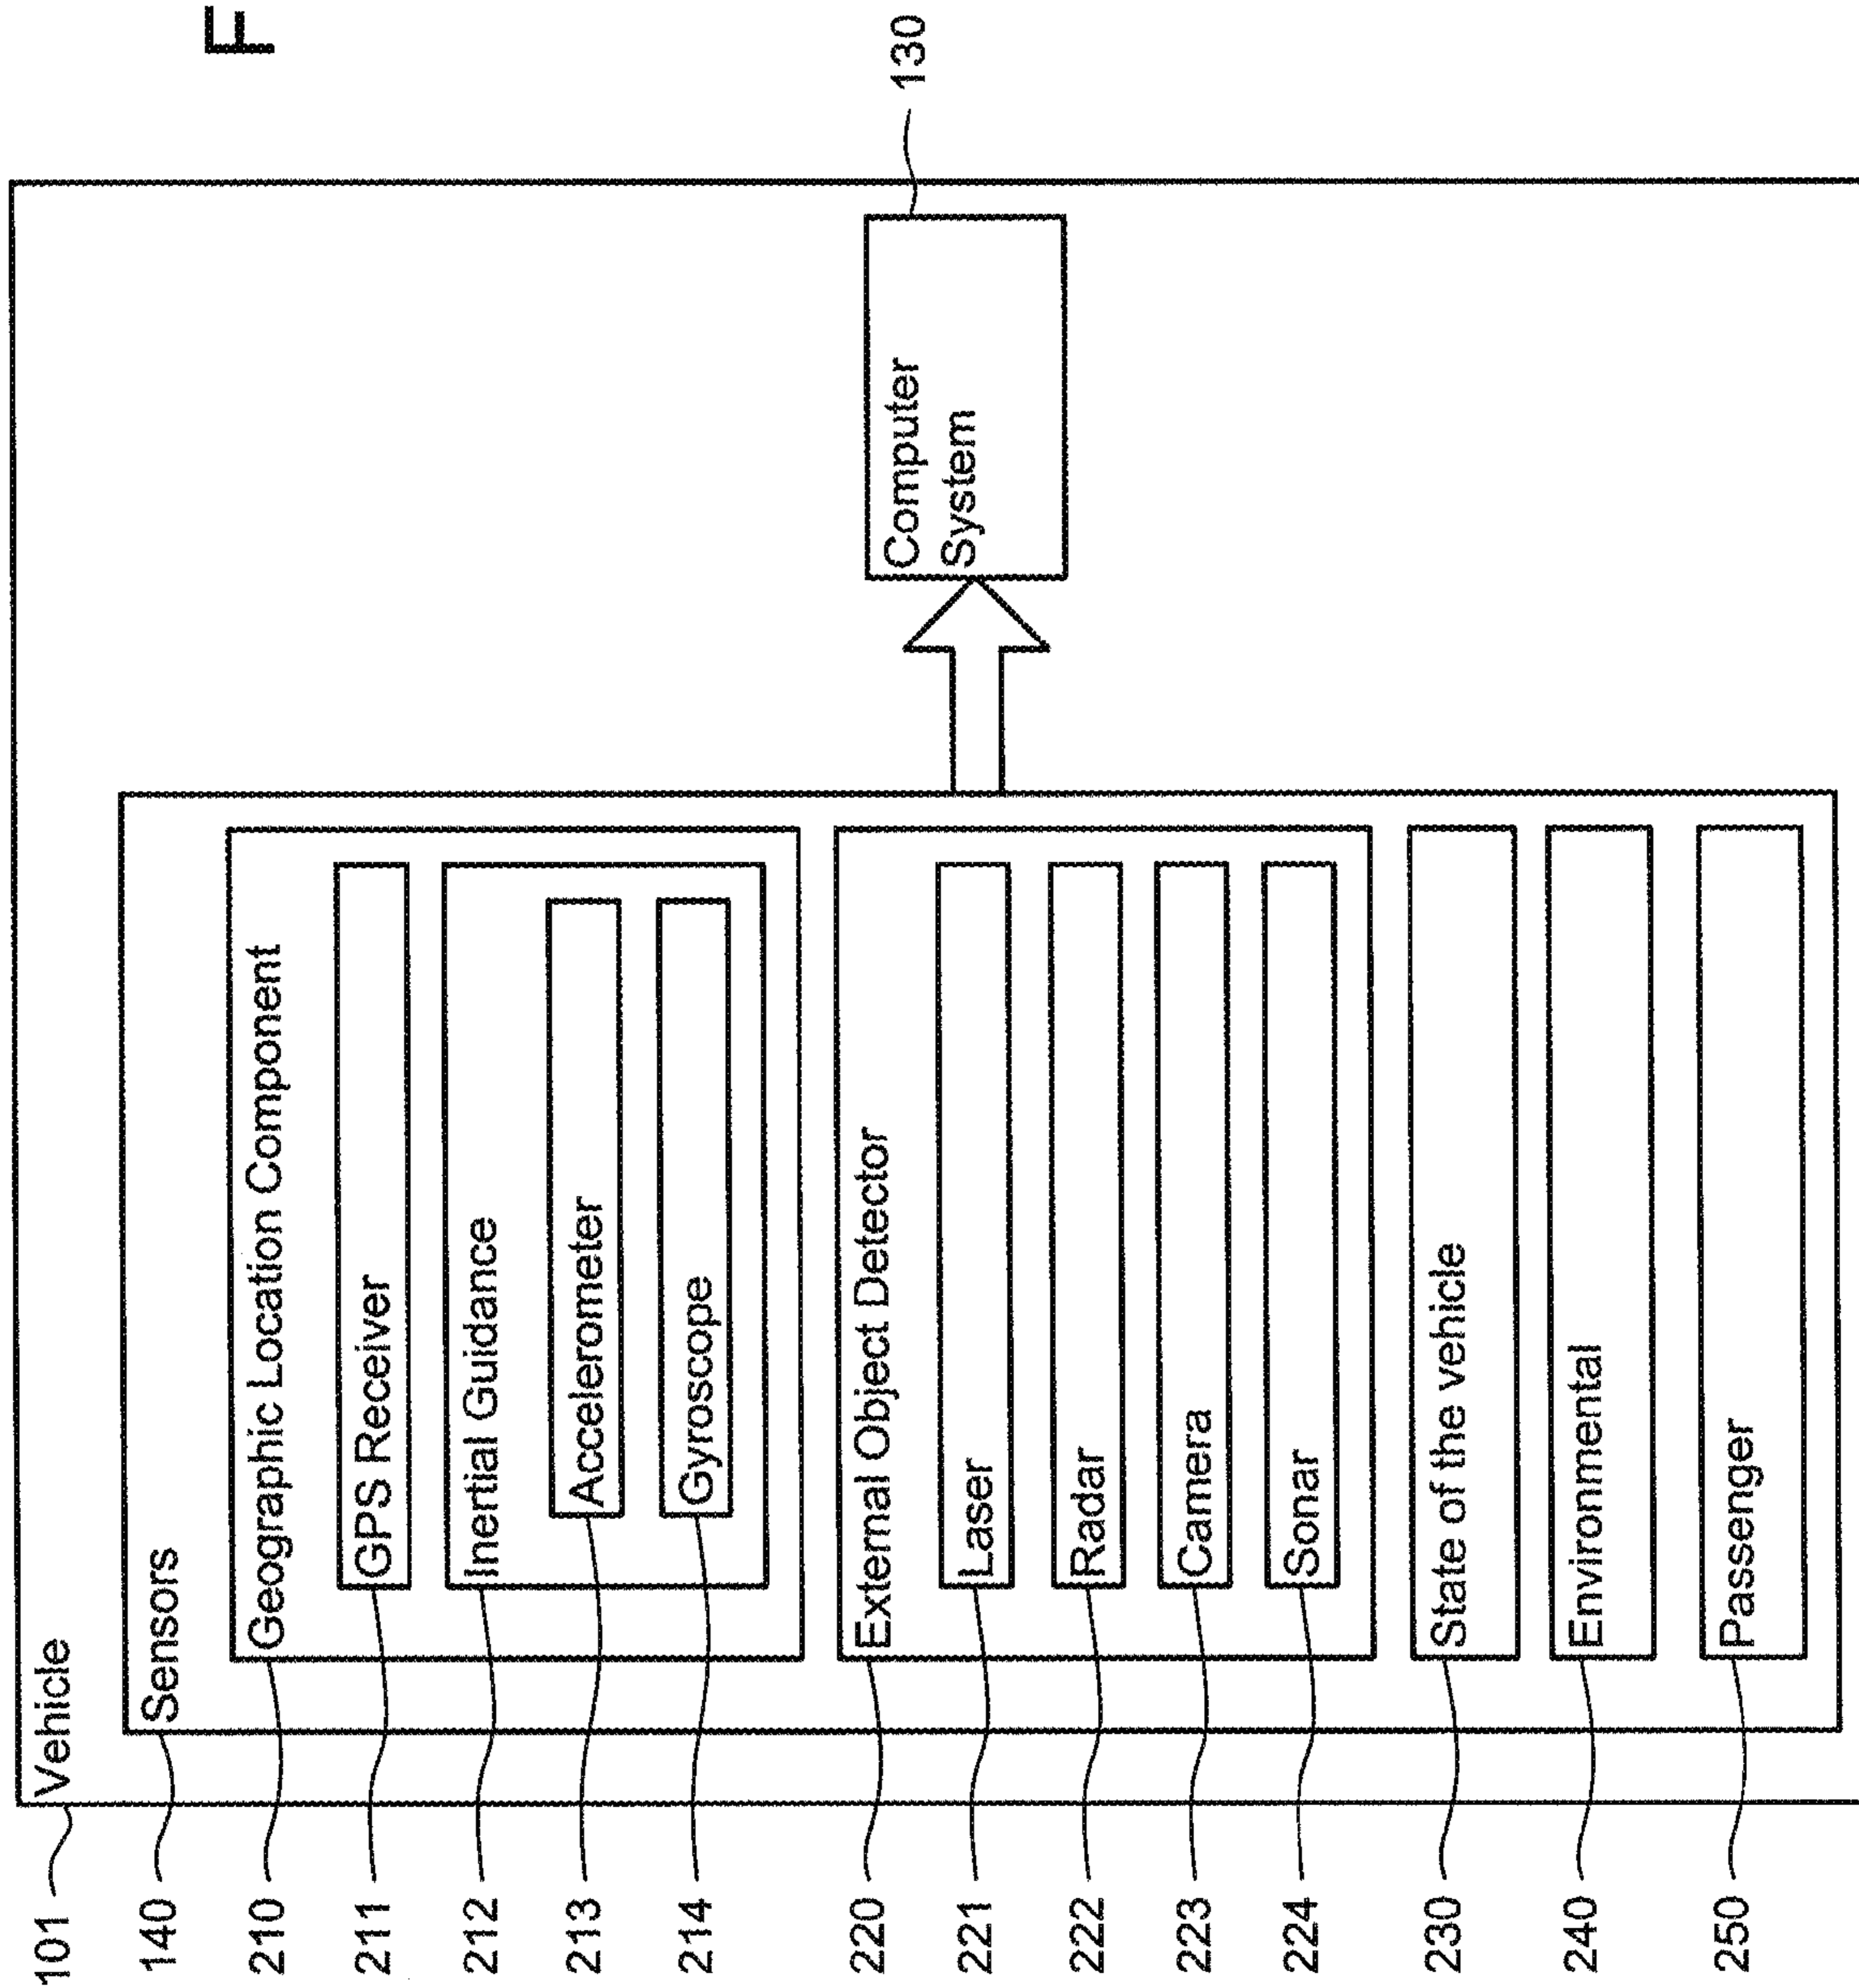 F
101
Vehicle
140
Sensors
210
Geographic Location Component
211
GPS Receiver
212
Inertial Guidance
213
Accelerometer
214
Gyroscope
220
External Object Detector
221
Laser
222
Radar
223
Camera
224
Sonar
230
State of the vehicle
240
Environmental
250
Passenger
Computer
System
130